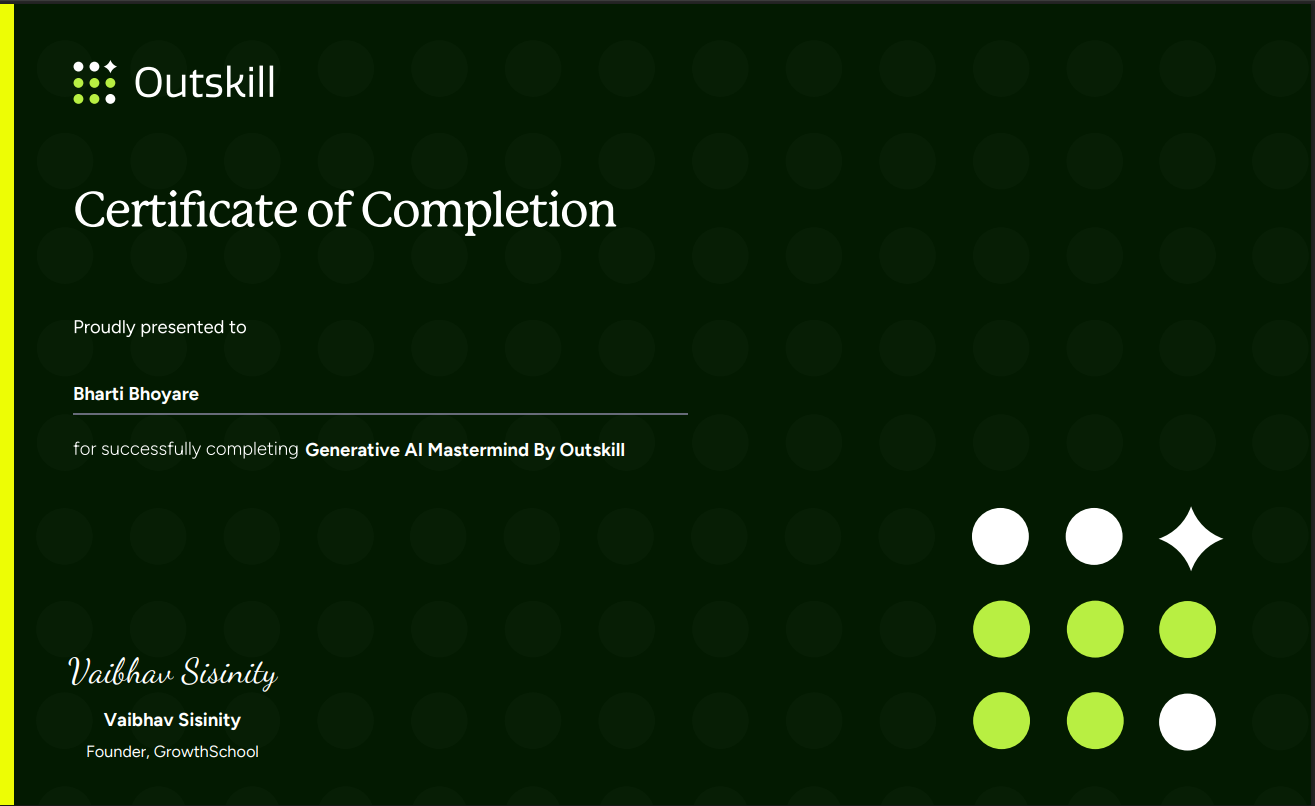 Outskill
Certificate of Completion
Proudly presented to
Bharti Bhoyare
for successfully completing Generative AI Mastermind By Outskill
Vaibhav Sisinity
Vaibhav Sisinity
Founder, GrowthSchool